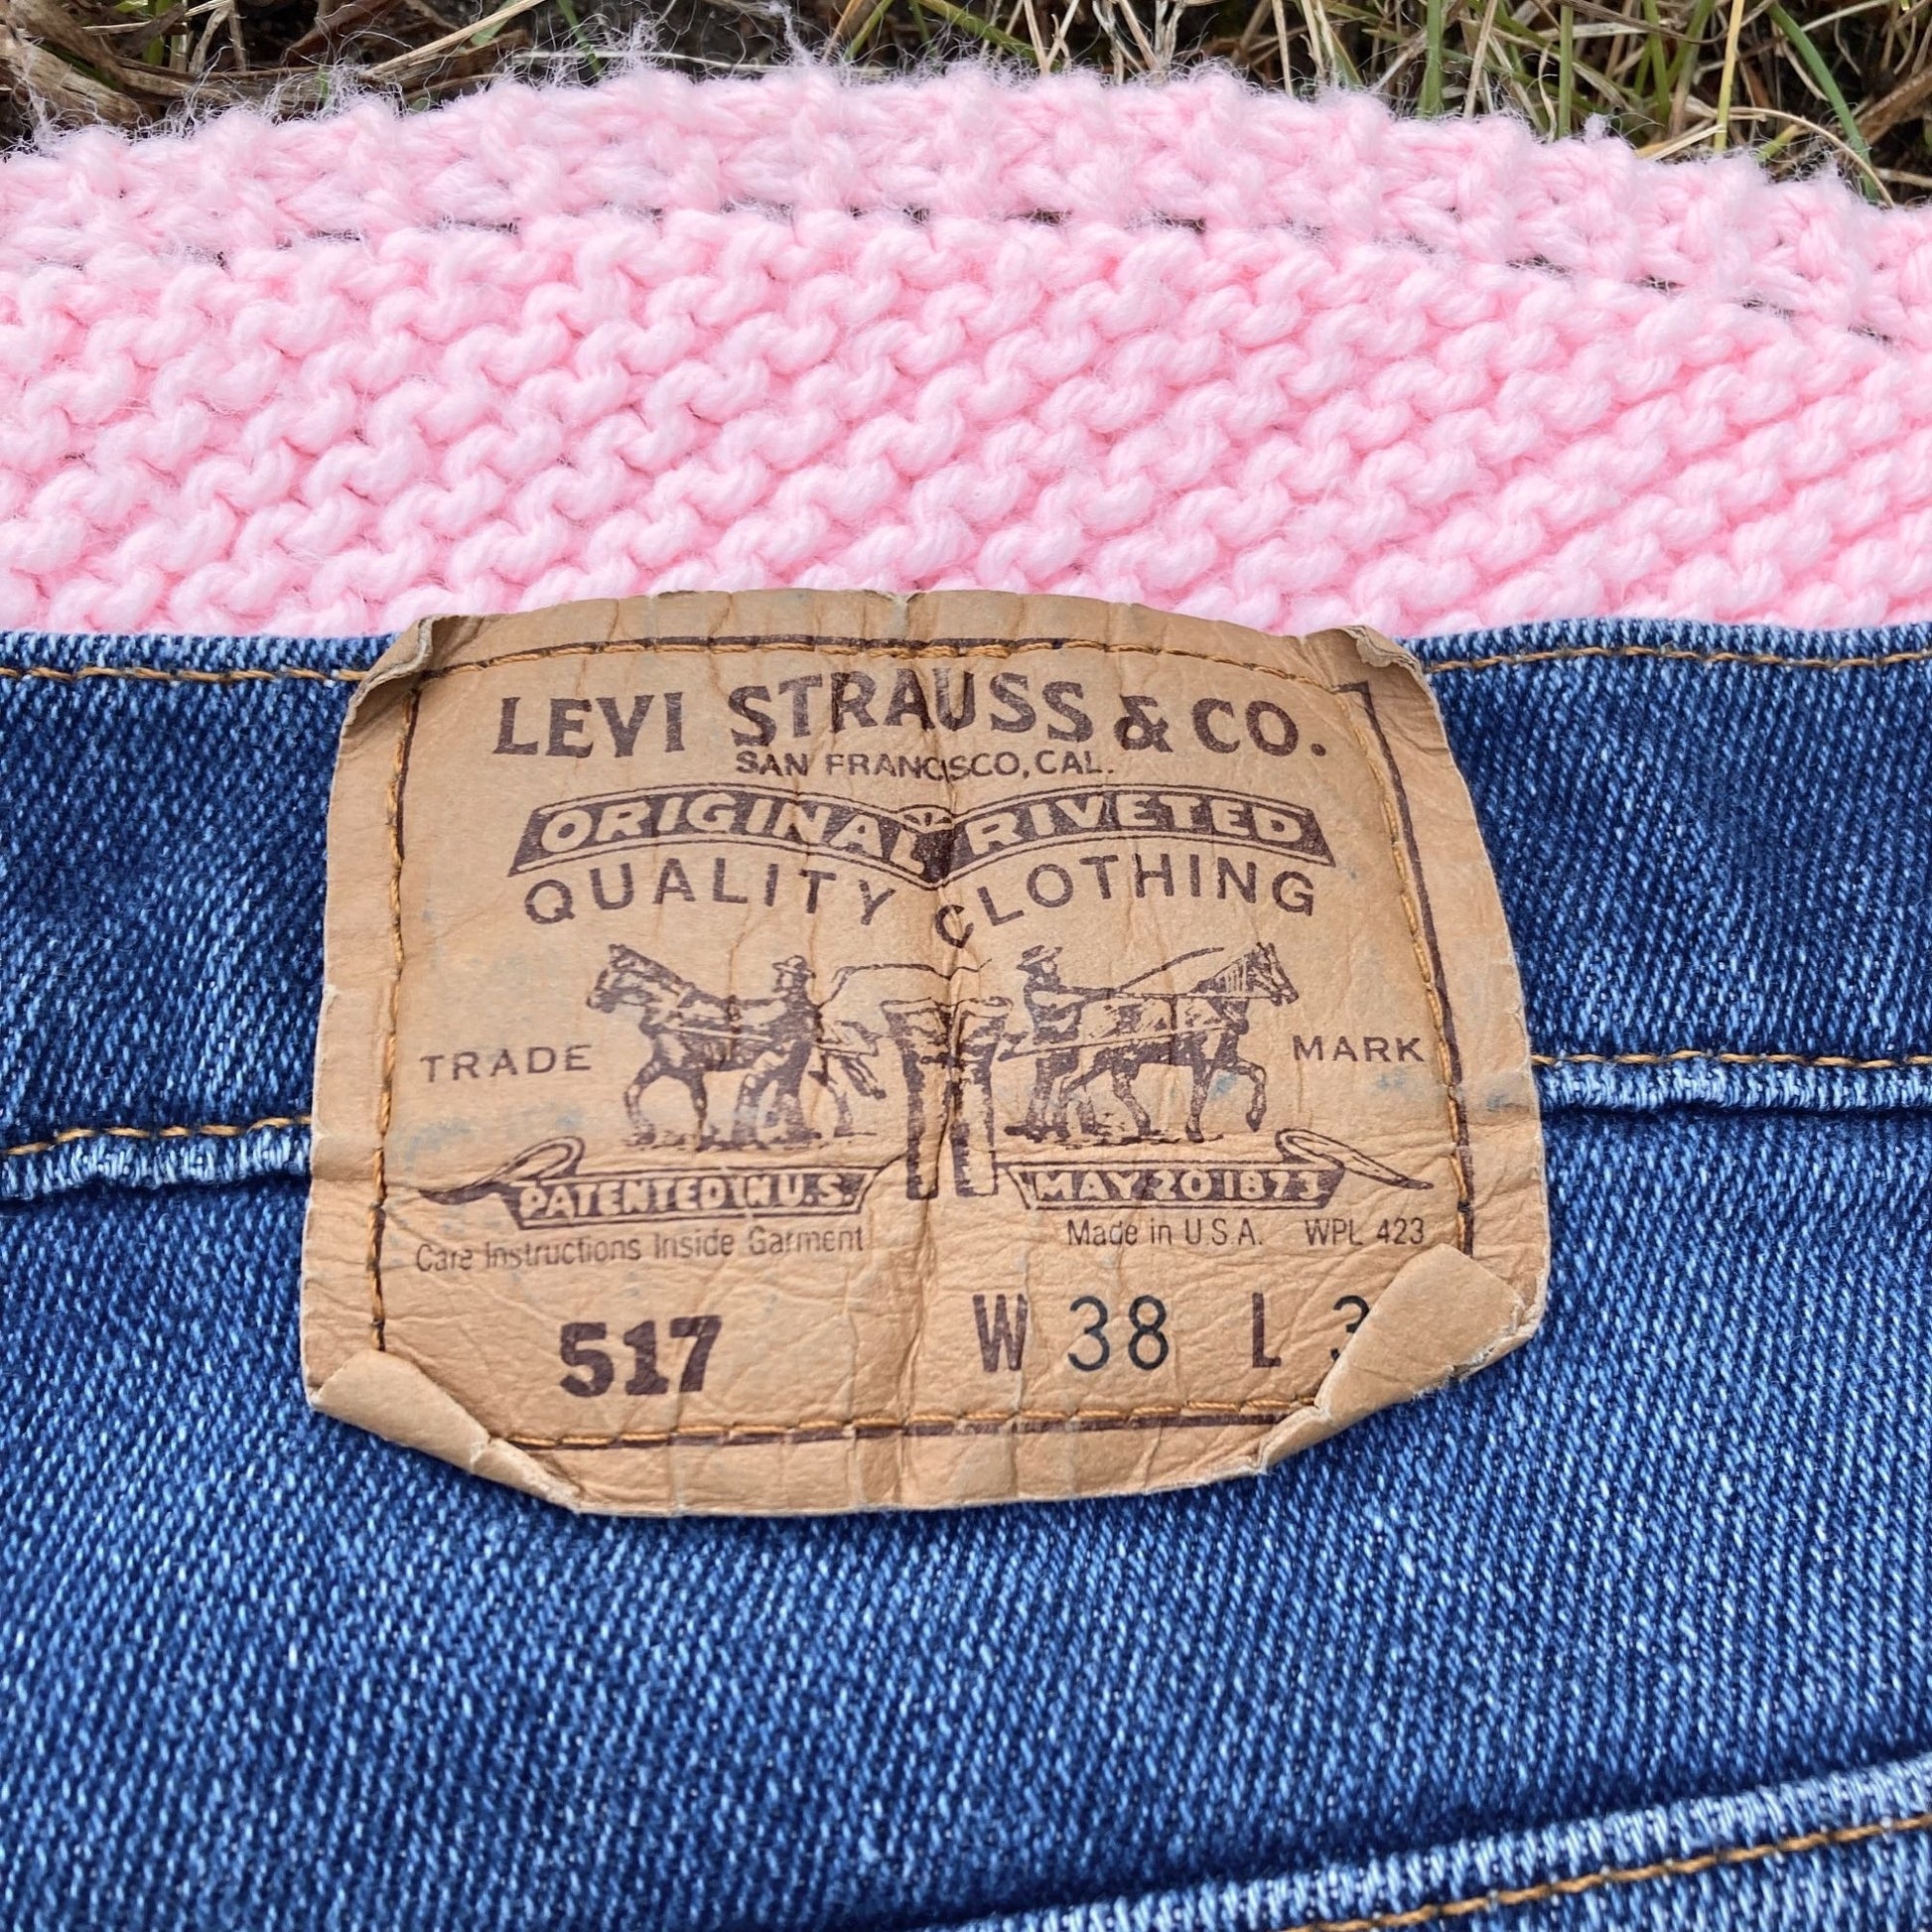 LEVI STRAUSS & CO.
SAN FRANCISCO, CAL.
ORIGINAL RIVETED
QUALITY CLOTHING
TRADE MARK
PATENTED IN U.S. MAY 20 1873
Care Instructions Inside Garment Made in U.S.A. WPL 423
517 W 38 L